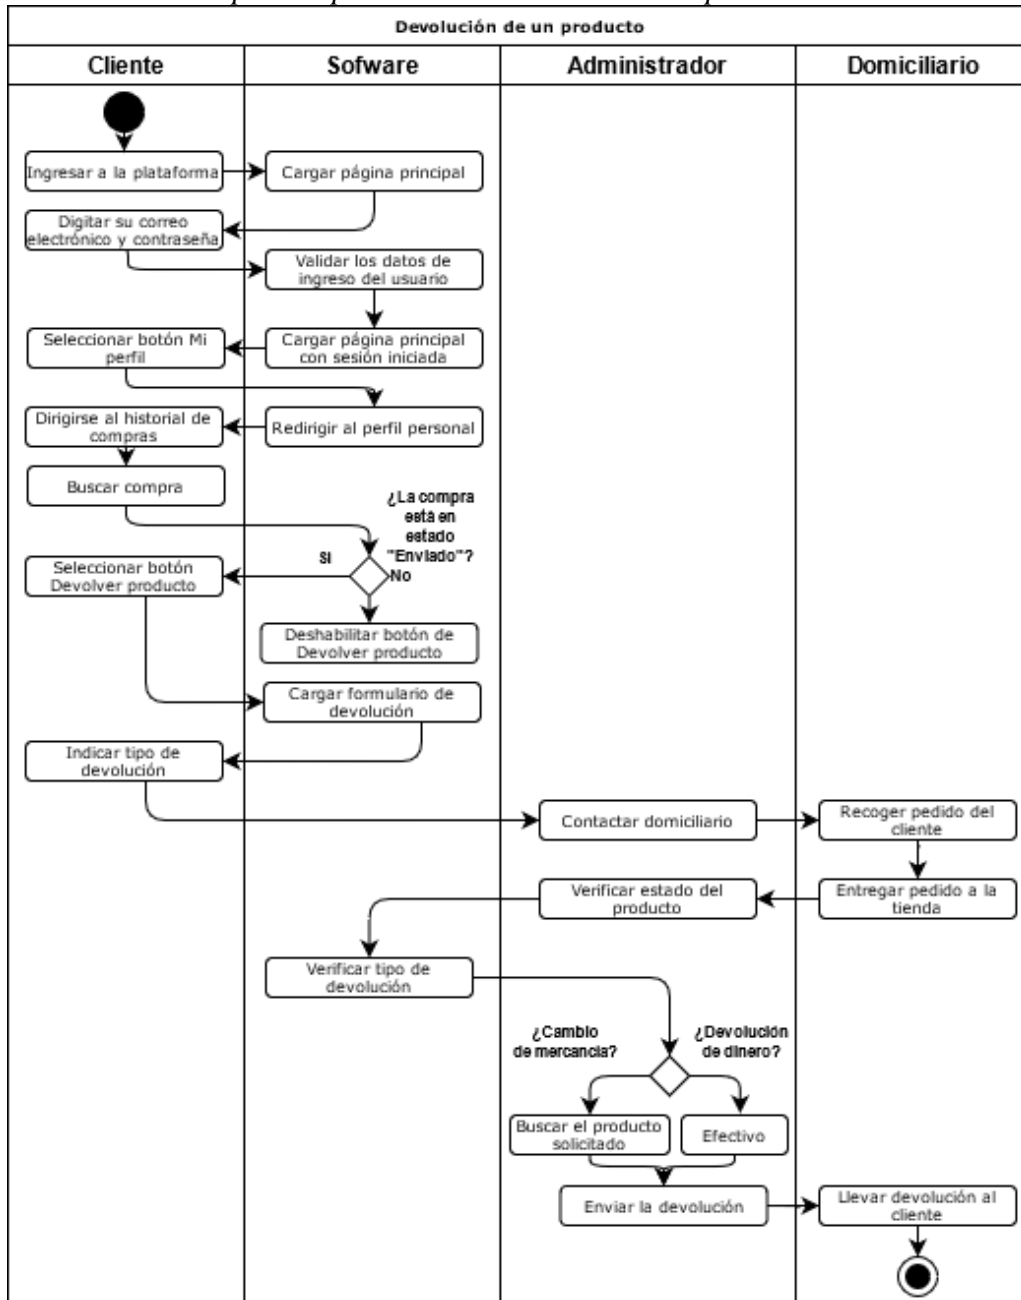 Devolución de un producto
Cliente
Sofware
Administrador
Domiciliario
Ingresar a la plataforma
Cargar página principal
Digitar su correo
electrónico y contraseña
Validar los datos de
ingreso del usuario
Seleccionar botón Mi
perfil
Cargar página principal
con sesión iniciada
Dirigirse al historial de
compras
Redirigir al perfil personal
Buscar compra
¿La compra
está en
estado
"Enviado"?
Si
No
Seleccionar botón
Devolver producto
Deshabilitar botón de
Devolver producto
Cargar formulario de
devolución
Indicar tipo de
devolución
Contactar domiciliario
Recoger pedido del
cliente
Verificar estado del
producto
Entregar pedido a la
tienda
Verificar tipo de
devolución
¿Cambio
de mercancia?
¿Devolución
de dinero?
Buscar el producto
solicitado
Efectivo
Enviar la devolución
Llevar devolución al
cliente